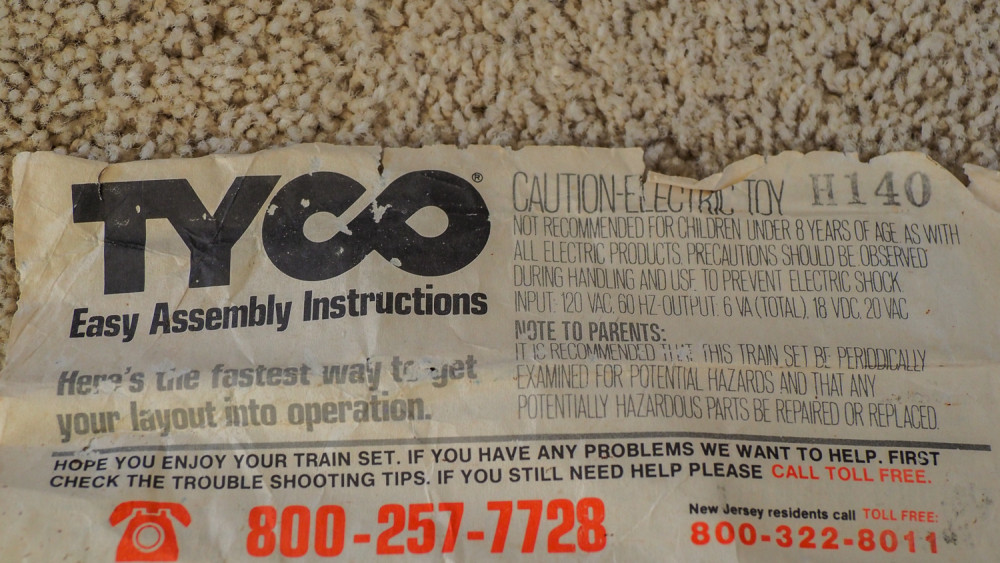 TYCO®
Easy Assembly Instructions
Here's the fastest way to get
your layout into operation.
CAUTION-ELECTRIC TOY H140
NOT RECOMMENDED FOR CHILDREN UNDER 8 YEARS OF AGE. AS WITH
ALL ELECTRIC PRODUCTS, PRECAUTIONS SHOULD BE OBSERVED
DURING HANDLING AND USE TO PREVENT ELECTRIC SHOCK.
INPUT: 120 VAC, 60 HZ-OUTPUT: 6 VA (TOTAL), 18 VDC, 20 VAC
NOTE TO PARENTS:
IT IS RECOMMENDED THAT THIS TRAIN SET BE PERIODICALLY
EXAMINED FOR POTENTIAL HAZARDS AND THAT ANY
POTENTIALLY HAZARDOUS PARTS BE REPAIRED OR REPLACED.
HOPE YOU ENJOY YOUR TRAIN SET. IF YOU HAVE ANY PROBLEMS WE WANT TO HELP. FIRST
CHECK THE TROUBLE SHOOTING TIPS. IF YOU STILL NEED HELP PLEASE CALL TOLL FREE.
800-257-7728
New Jersey residents call TOLL FREE:
800-322-8011